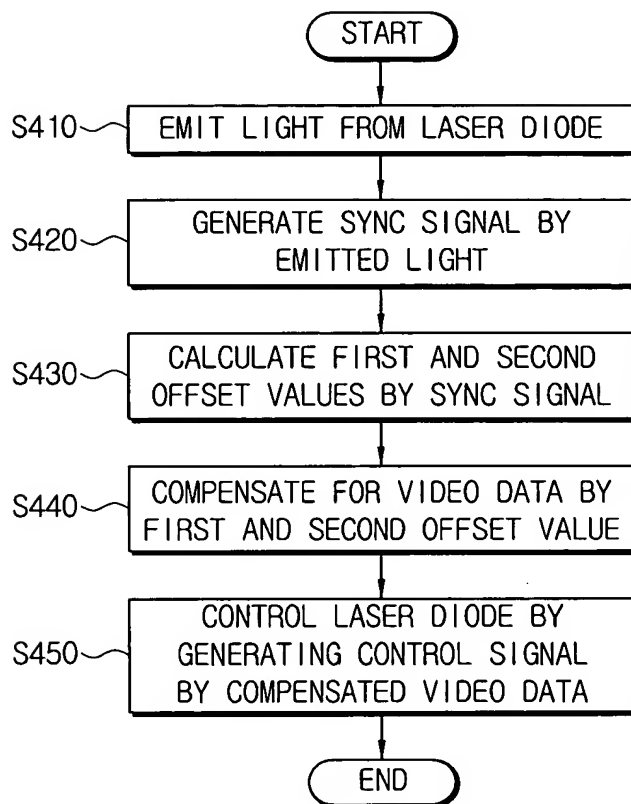 START
S410
EMIT LIGHT FROM LASER DIODE
S420
GENERATE SYNC SIGNAL BY
EMITTED LIGHT
S430
CALCULATE FIRST AND SECOND
OFFSET VALUES BY SYNC SIGNAL
S440
COMPENSATE FOR VIDEO DATA BY
FIRST AND SECOND OFFSET VALUE
S450
CONTROL LASER DIODE BY
GENERATING CONTROL SIGNAL
BY COMPENSATED VIDEO DATA
END